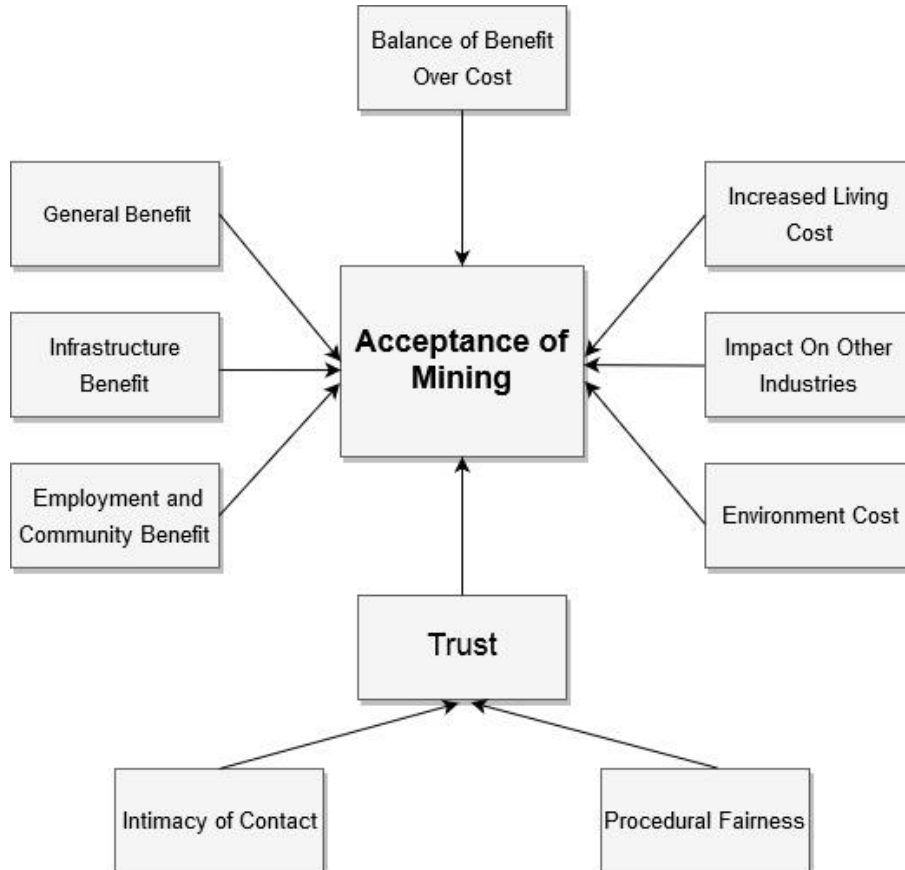 Balance of Benefit
Over Cost
General Benefit
Increased Living
Cost
Acceptance of
Mining
Infrastructure
Benefit
Impact On Other
Industries
Employment and
Community Benefit
Environment Cost
Trust
Intimacy of Contact
Procedural Fairness